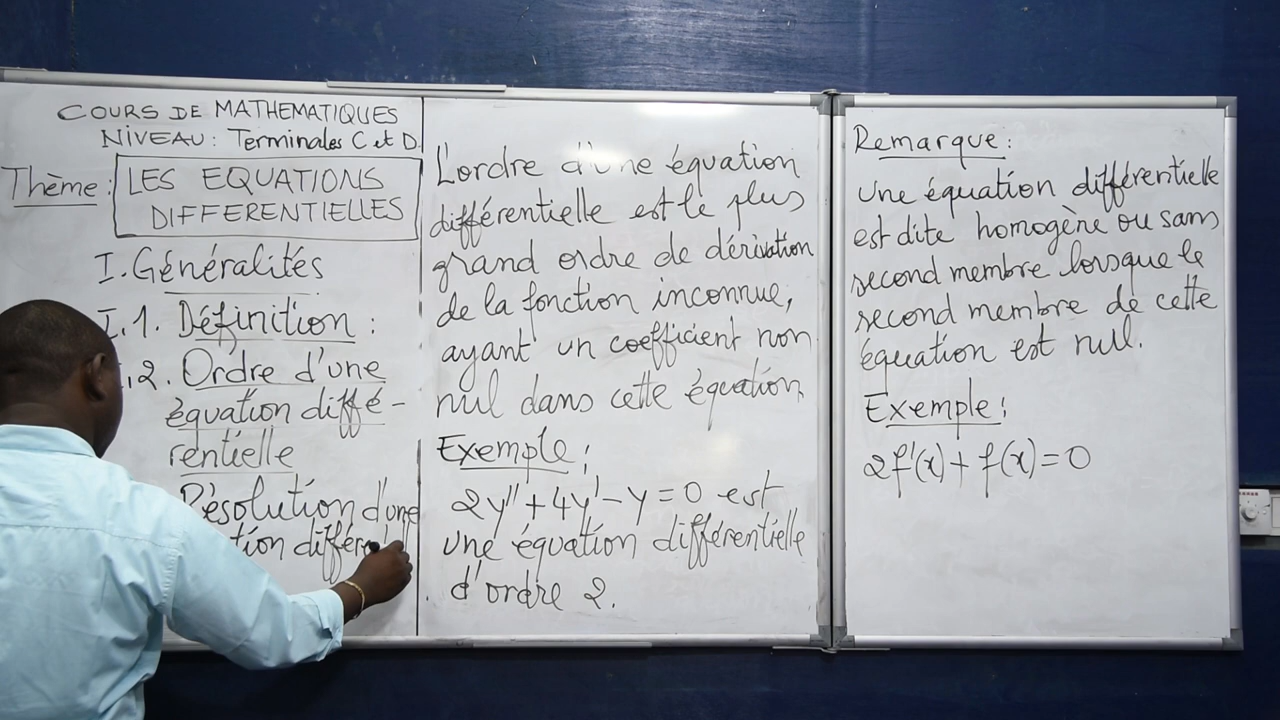 COURS DE MATHEMATIQUES
NIVEAU: Terminales C et D
Thème: LES EQUATIONS
DIFFERENTIELLES
I. Généralités
I.1. Définition:
.2. Ordre d'une
équation diffé-
rentielle
Résolution d'une
tion différe
L'ordre d'une équation
différentielle est le plus
grand ordre de dérivation
de la fonction inconnue,
ayant un coefficient non
nul dans cette équation,
Exemple:
2y''+4y'-y=0 est
une équation différentielle
d'ordre 2.
Remarque:
Une équation différentielle
est dite homogène ou sans
second membre lorsque le
second membre de cette
équation est nul.
Exemple:
2f'(x)+f(x)=0